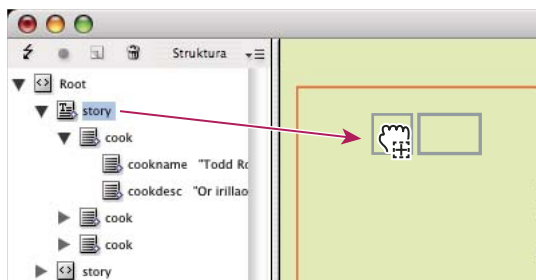 Struktura
Root
story
cook
cookname "Todd Ro
cookdesc "Or irillao
cook
cook
story